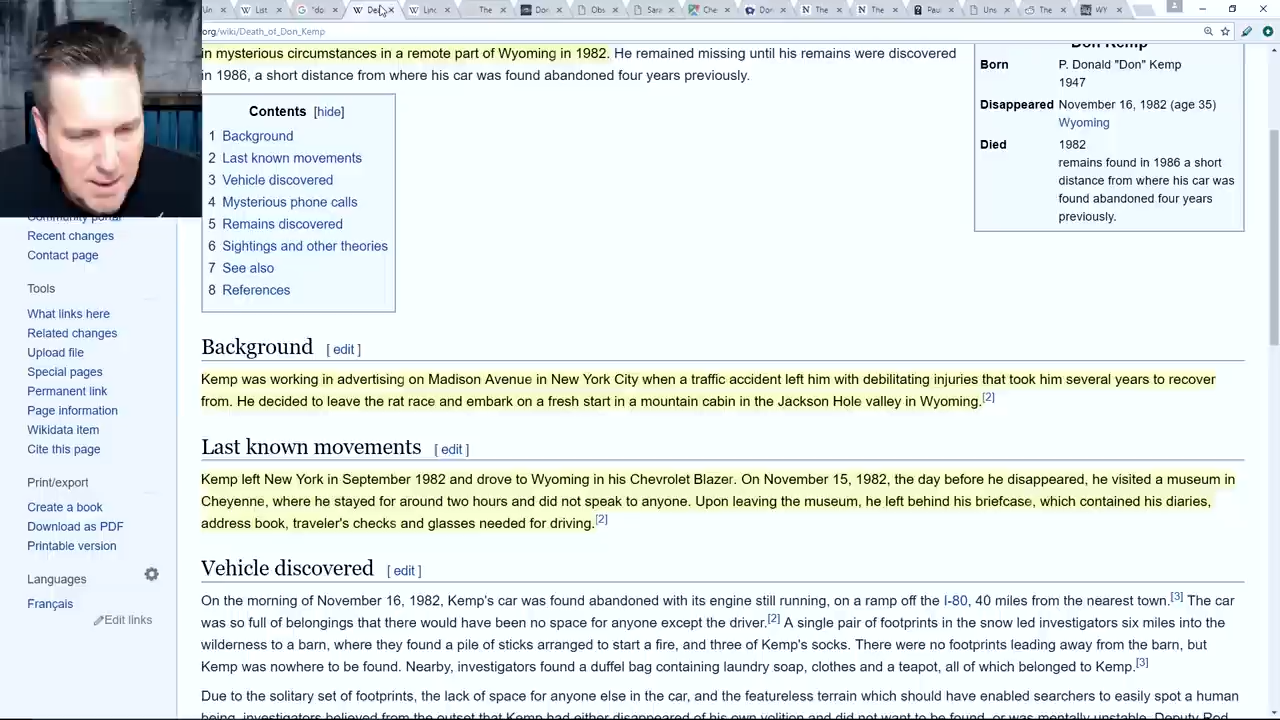 Un
List
"do
Dea
Linc
The
Don
Obs
Sara
Che
Don
The
The
Pau
Uns
The
WY
org/wiki/Death_of_Don_Kemp
in mysterious circumstances in a remote part of Wyoming in 1982. He remained missing until his remains were discovered
in 1986, a short distance from where his car was found abandoned four years previously.
Don Kemp
Born P. Donald "Don" Kemp
1947
Disappeared November 16, 1982 (age 35)
Wyoming
Died 1982
remains found in 1986 a short
distance from where his car was
found abandoned four years
previously.
Contents [hide]
1 Background
2 Last known movements
3 Vehicle discovered
4 Mysterious phone calls
5 Remains discovered
6 Sightings and other theories
7 See also
8 References
Community portal
Recent changes
Contact page
Tools
What links here
Related changes
Upload file
Special pages
Permanent link
Page information
Wikidata item
Cite this page
Print/export
Create a book
Download as PDF
Printable version
Languages
Français
Edit links
Background [ edit ]
Kemp was working in advertising on Madison Avenue in New York City when a traffic accident left him with debilitating injuries that took him several years to recover
from. He decided to leave the rat race and embark on a fresh start in a mountain cabin in the Jackson Hole valley in Wyoming.[2]
Last known movements [ edit ]
Kemp left New York in September 1982 and drove to Wyoming in his Chevrolet Blazer. On November 15, 1982, the day before he disappeared, he visited a museum in
Cheyenne, where he stayed for around two hours and did not speak to anyone. Upon leaving the museum, he left behind his briefcase, which contained his diaries,
address book, traveler's checks and glasses needed for driving.[2]
Vehicle discovered [ edit ]
On the morning of November 16, 1982, Kemp's car was found abandoned with its engine still running, on a ramp off the I-80, 40 miles from the nearest town.[3] The car
was so full of belongings that there would have been no space for anyone except the driver.[2] A single pair of footprints in the snow led investigators six miles into the
wilderness to a barn, where they found a pile of sticks arranged to start a fire, and three of Kemp's socks. There were no footprints leading away from the barn, but
Kemp was nowhere to be found. Nearby, investigators found a duffel bag containing laundry soap, clothes and a teapot, all of which belonged to Kemp.[3]
Due to the solitary set of footprints, the lack of space for anyone else in the car, and the featureless terrain which should have enabled searchers to easily spot a human
being, investigators believed from the outset that Kemp had either disappeared of his own volition and did not want to be found, or was mentally unstable. Deputy Rod